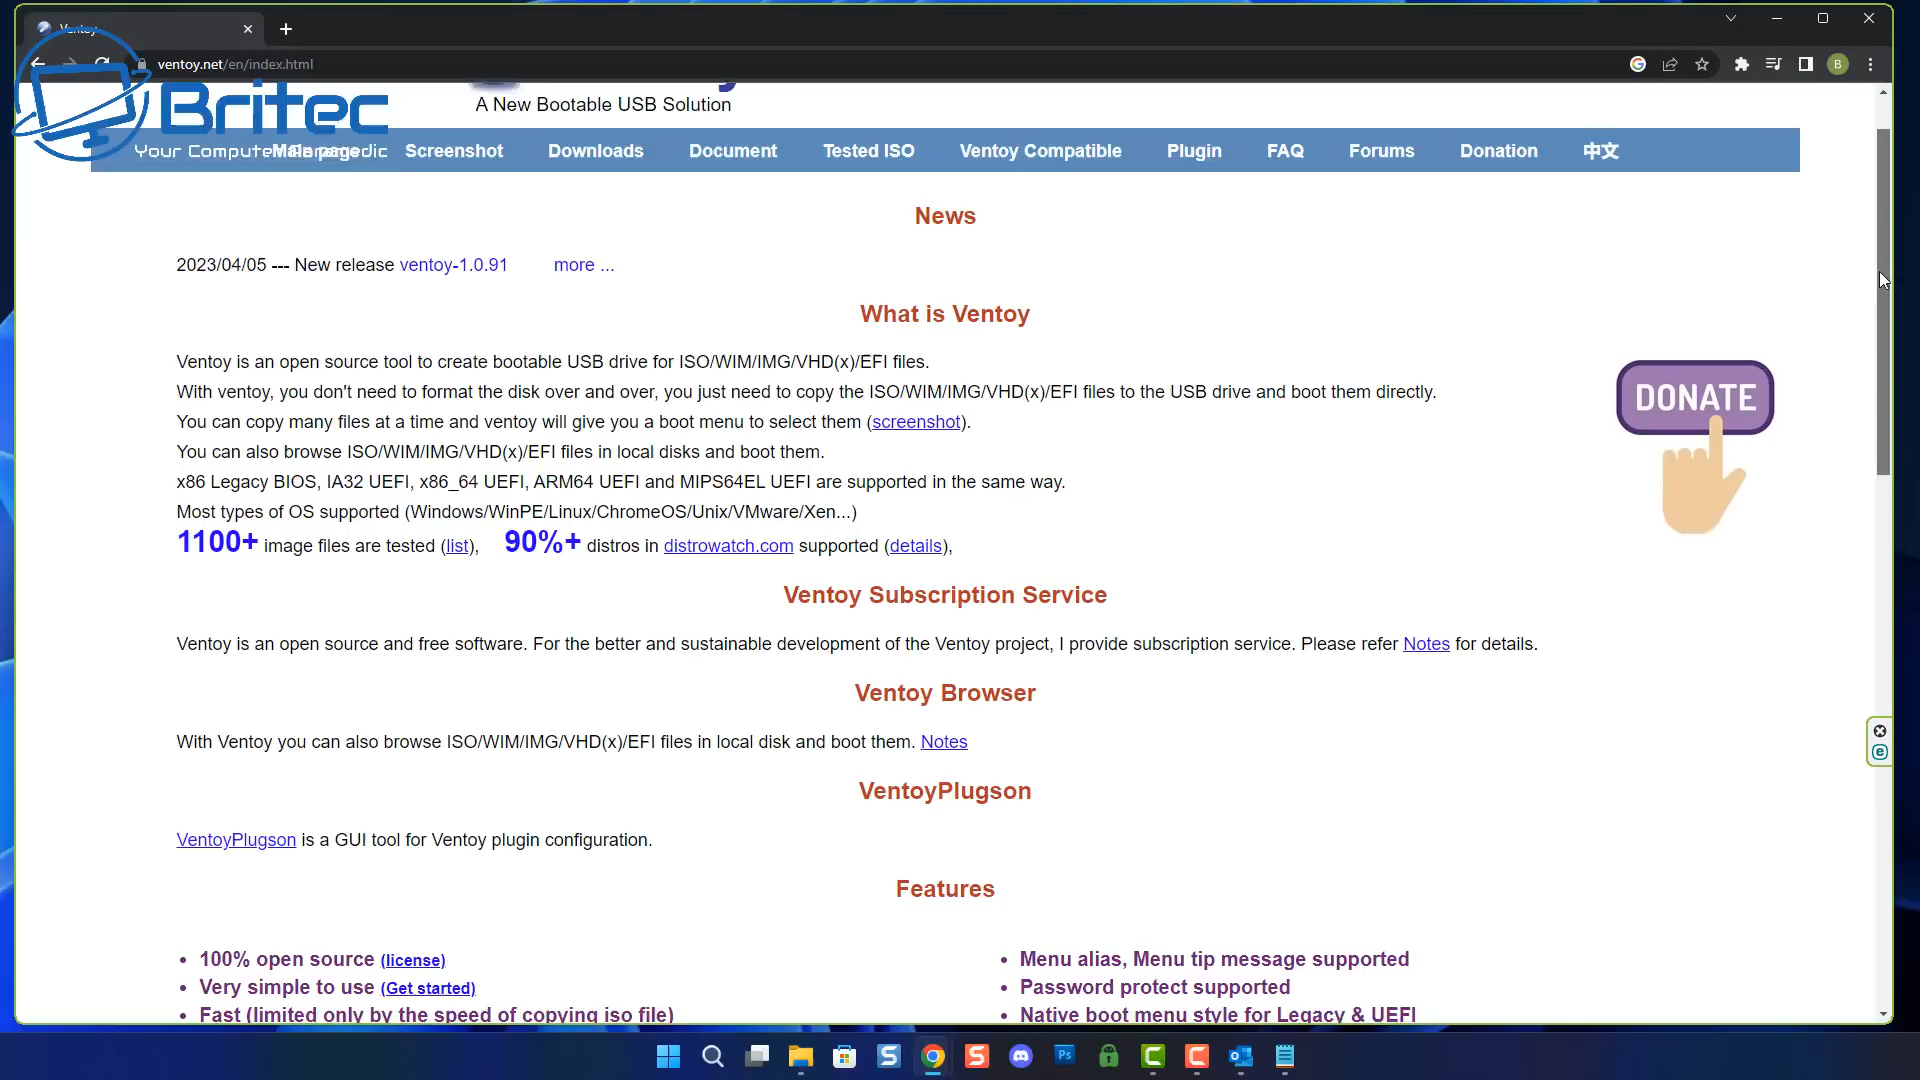 Ventoy
ventoy.net/en/index.html
B
Britec
Your Computer Paramedic
A New Bootable USB Solution
Main page Screenshot Downloads Document Tested ISO Ventoy Compatible Plugin FAQ Forums Donation 中文
News
2023/04/05 --- New release ventoy-1.0.91 more ...
What is Ventoy
Ventoy is an open source tool to create bootable USB drive for ISO/WIM/IMG/VHD(x)/EFI files.
With ventoy, you don't need to format the disk over and over, you just need to copy the ISO/WIM/IMG/VHD(x)/EFI files to the USB drive and boot them directly.
You can copy many files at a time and ventoy will give you a boot menu to select them (screenshot).
You can also browse ISO/WIM/IMG/VHD(x)/EFI files in local disks and boot them.
x86 Legacy BIOS, IA32 UEFI, x86_64 UEFI, ARM64 UEFI and MIPS64EL UEFI are supported in the same way.
Most types of OS supported (Windows/WinPE/Linux/ChromeOS/Unix/VMware/Xen...)
1100+ image files are tested (list), 90%+ distros in distrowatch.com supported (details),
DONATE
Ventoy Subscription Service
Ventoy is an open source and free software. For the better and sustainable development of the Ventoy project, I provide subscription service. Please refer Notes for details.
Ventoy Browser
With Ventoy you can also browse ISO/WIM/IMG/VHD(x)/EFI files in local disk and boot them. Notes
VentoyPlugson
VentoyPlugson is a GUI tool for Ventoy plugin configuration.
Features
• 100% open source (license)
• Very simple to use (Get started)
• Fast (limited only by the speed of copying iso file)
• Menu alias, Menu tip message supported
• Password protect supported
• Native boot menu style for Legacy & UEFI
Ps